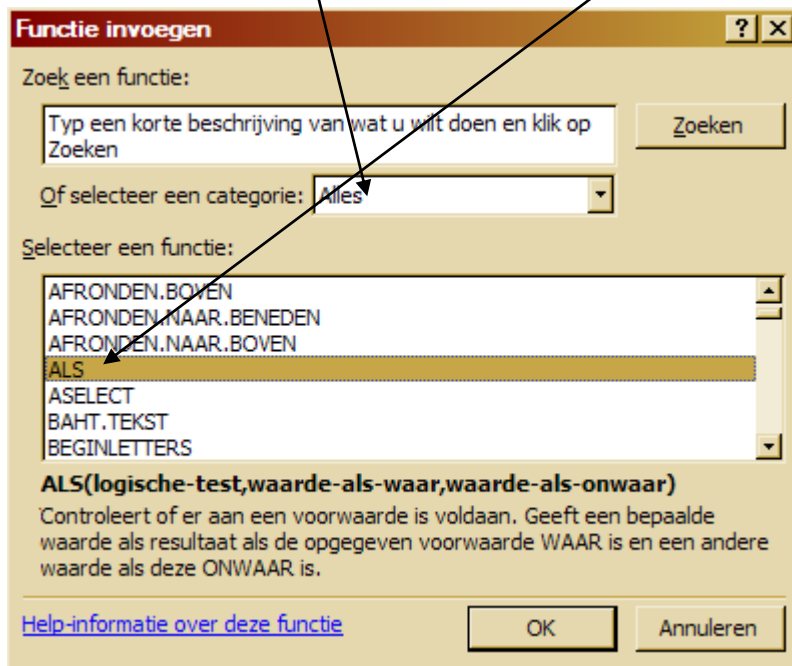 Functie invoegen
Zoek een functie:
Typ een korte beschrijving van wat u wilt doen en klik op
Zoeken
Zoeken
Of selecteer een categorie: Alles
Selecteer een functie:
AFRONDEN.BOVEN
AFRONDEN.NAAR.BENEDEN
AFRONDEN.NAAR.BOVEN
ALS
ASELECT
BAHT.TEKST
BEGINLETTERS
ALS(logische-test,waarde-als-waar,waarde-als-onwaar)
Controleert of er aan een voorwaarde is voldaan. Geeft een bepaalde
waarde als resultaat als de opgegeven voorwaarde WAAR is en een andere
waarde als deze ONWAAR is.
Help-informatie over deze functie
OK
Annuleren